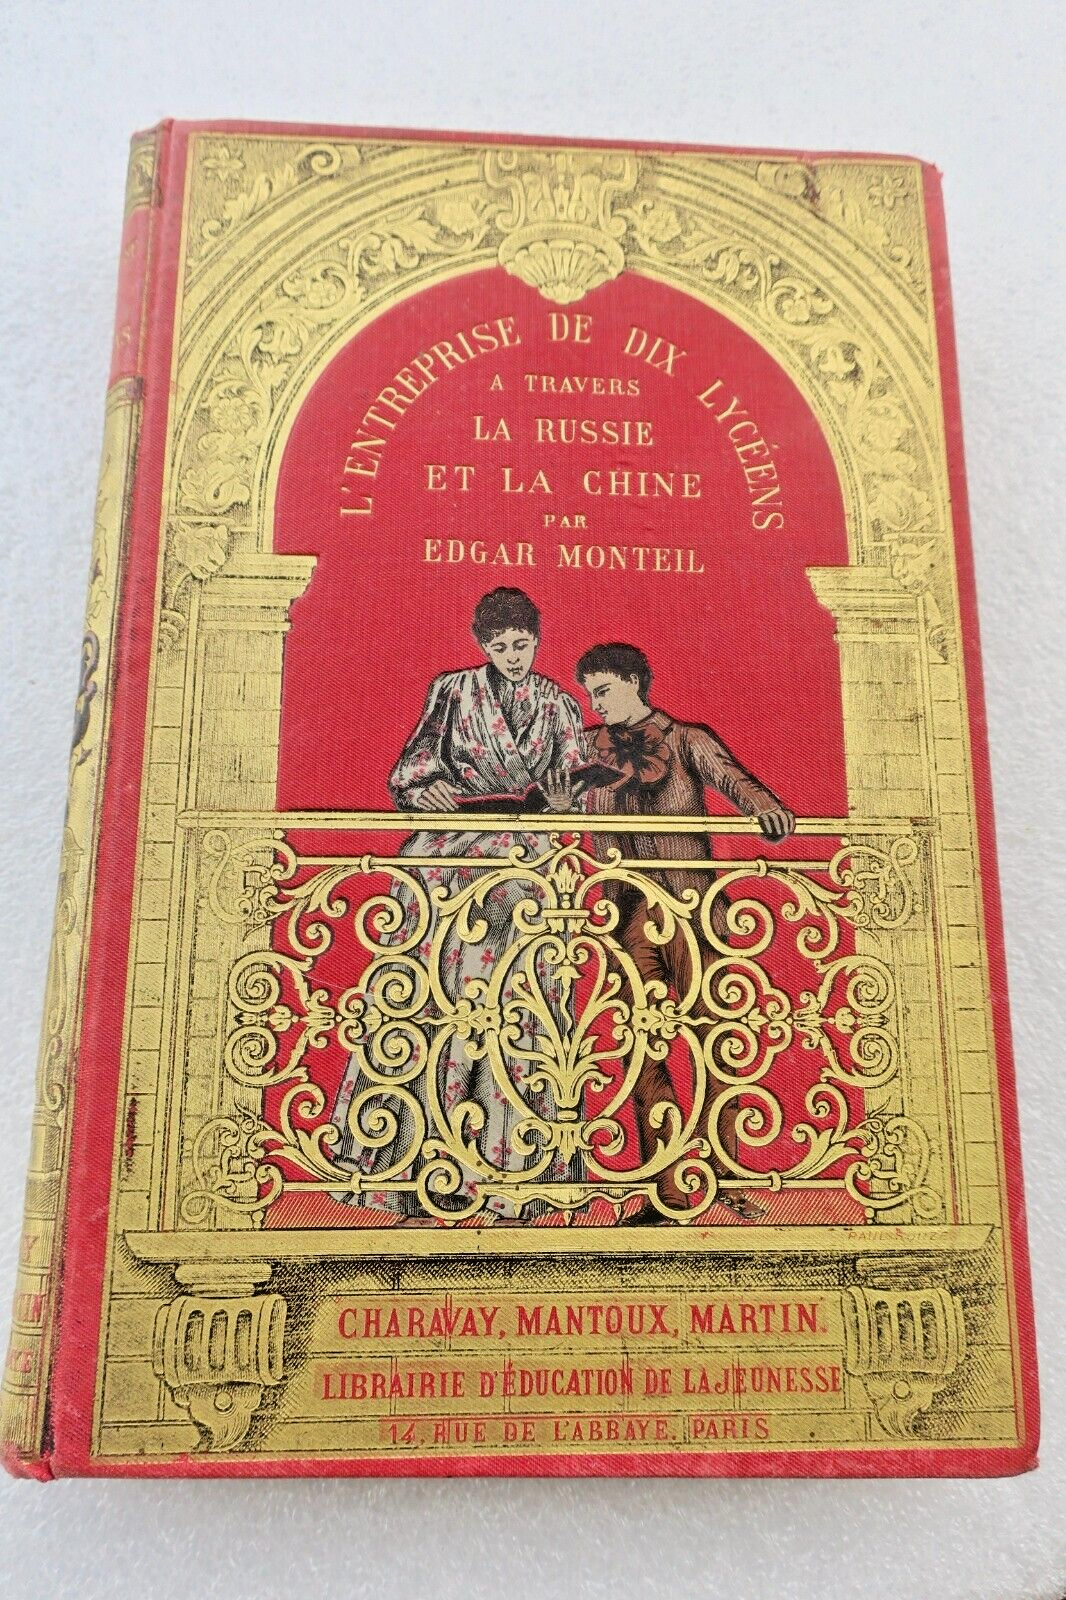 L'ENTREPRISE DE DIX LYCÉENS
A TRAVERS
LA RUSSIE
ET LA CHINE
PAR
EDGAR MONTEIL
CHARAVAY, MANTOUX, MARTIN.
LIBRAIRIE D'ÉDUCATION DE LA JEUNESSE
14, RUE DE L'ABBAYE. PARIS